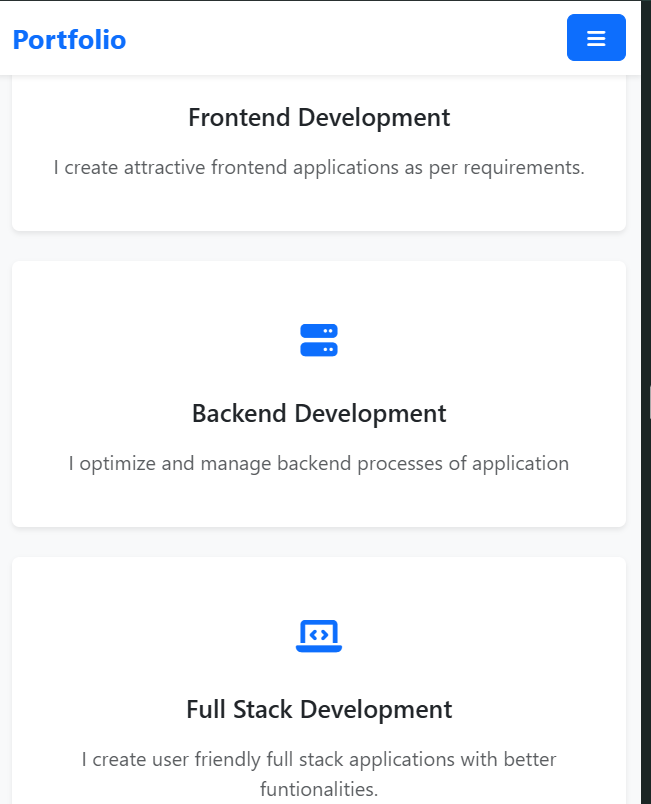 Portfolio
Frontend Development
I create attractive frontend applications as per requirements.
Backend Development
I optimize and manage backend processes of application
Full Stack Development
I create user friendly full stack applications with better
funtionalities.